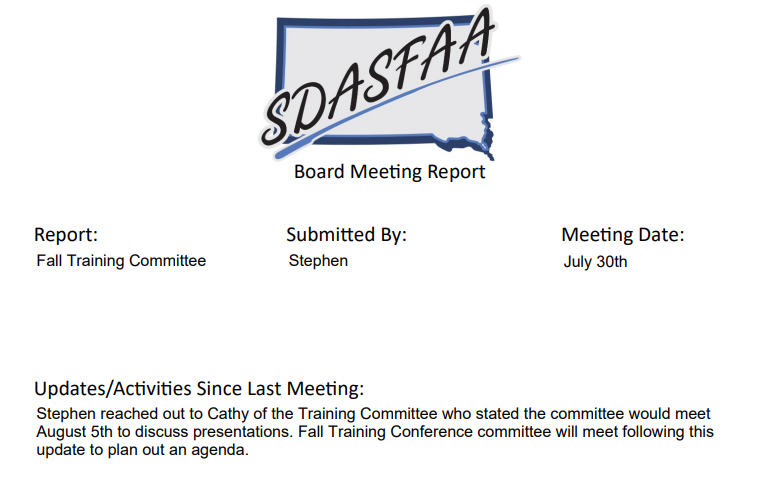 SDASFAA
Board Meeting Report
Report:
Fall Training Committee
Submitted By:
Stephen
Meeting Date:
July 30th
Updates/Activities Since Last Meeting:
Stephen reached out to Cathy of the Training Committee who stated the committee would meet
August 5th to discuss presentations. Fall Training Conference committee will meet following this
update to plan out an agenda.